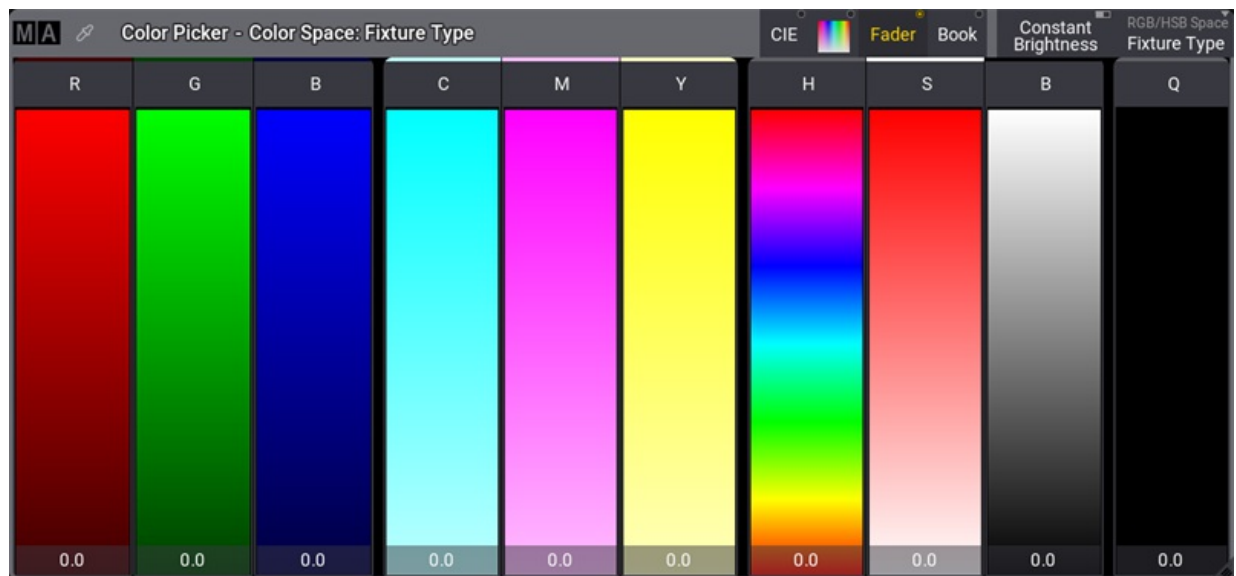 MA Color Picker - Color Space: Fixture Type CIE Fader Book Constant Brightness RGB/HSB Space Fixture Type
R G B C M Y H S B Q
0.0 0.0 0.0 0.0 0.0 0.0 0.0 0.0 0.0 0.0